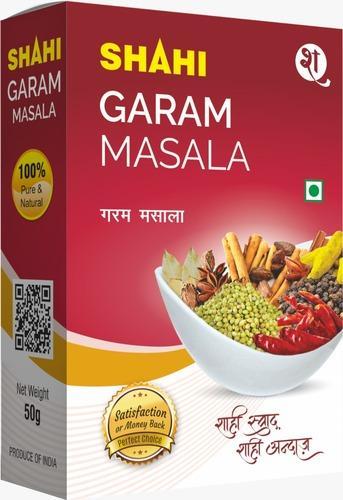 SHAHI
GARAM
MASALA
100%
Pure &
Natural
Net Weight
50g
PRODUCE OF INDIA
SHAHI
श
GARAM
MASALA
गरम मसाला
Satisfaction
or Money Back
Perfect Choice
शाही स्वाद,
शाही अन्दाज़